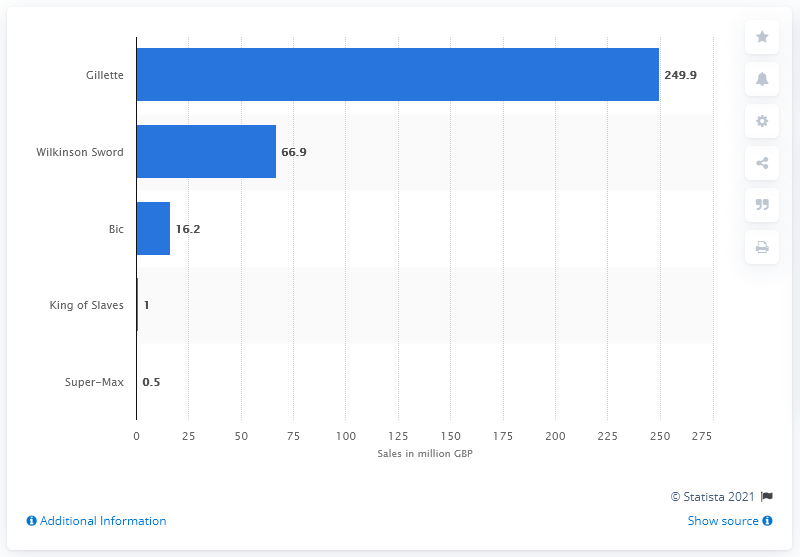 Gillette 249.9
Wilkinson Sword 66.9
Bic 16.2
King of Slaves 1
Super-Max 0.5
0 25 50 75 100 125 150 175 200 225 250 275
Sales in million GBP
© Statista 2021
Additional Information
Show source